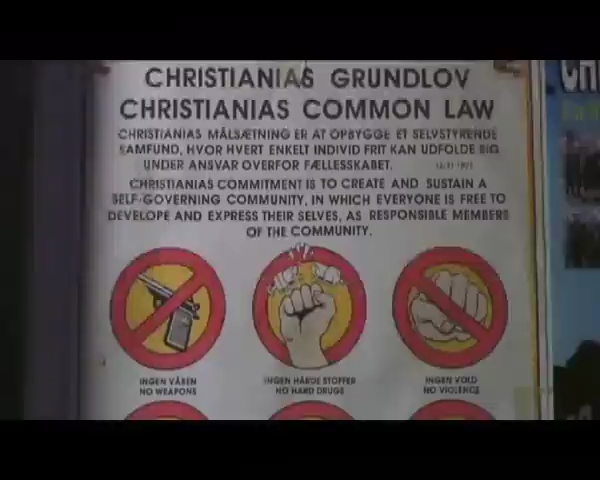 CHRISTIANIAS GRUNDLOV
CHRISTIANIAS COMMON LAW
CHRISTIANIAS MÅLSÆTNING ER AT OPBYGGE ET SELVSTYRENDE
SAMFUND, HVOR HVERT ENKELT INDIVID FRIT KAN UDFOLDE SIG
UNDER ANSVAR OVERFOR FÆLLESSKABET.
CHRISTIANIAS COMMITMENT IS TO CREATE AND SUSTAIN A
SELF-GOVERNING COMMUNITY, IN WHICH EVERYONE IS FREE TO
DEVELOPE AND EXPRESS THEIR SELVES, AS RESPONSIBLE MEMBERS
OF THE COMMUNITY.
INGEN VÅBEN
NO WEAPONS
INGEN HÅRDE STOFFER
NO HARD DRUGS
INGEN VOLD
NO VIOLENCE